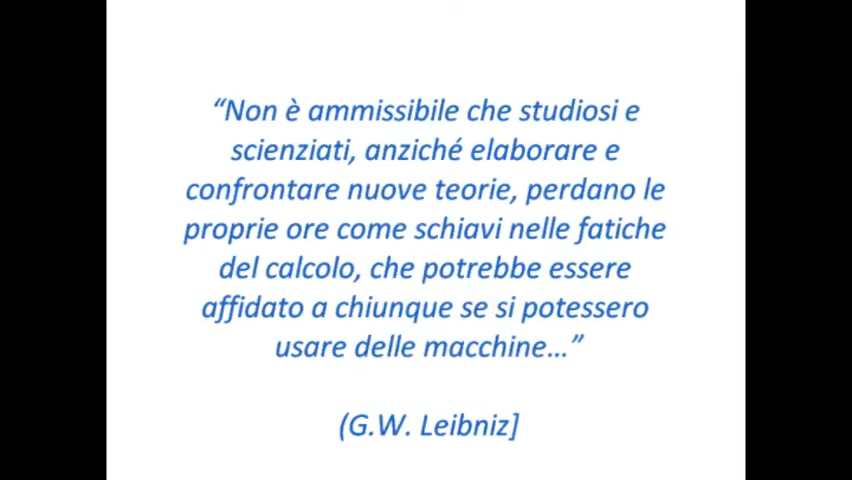 “Non è ammissibile che studiosi e
scienziati, anziché elaborare e
confrontare nuove teorie, perdano le
proprie ore come schiavi nelle fatiche
del calcolo, che potrebbe essere
affidato a chiunque se si potessero
usare delle macchine…”
(G.W. Leibniz]